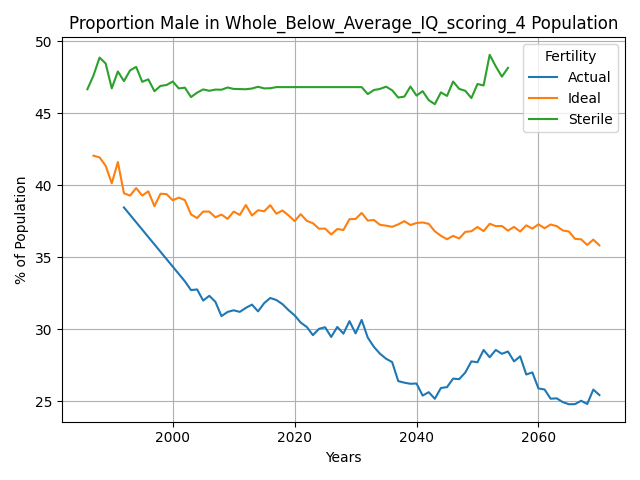 Proportion Male in Whole_Below_Average_IQ_scoring_4 Population
50
45
40
35
30
25
% of Population
2000
2020
2040
2060
Years
Fertility
Actual
Ideal
Sterile